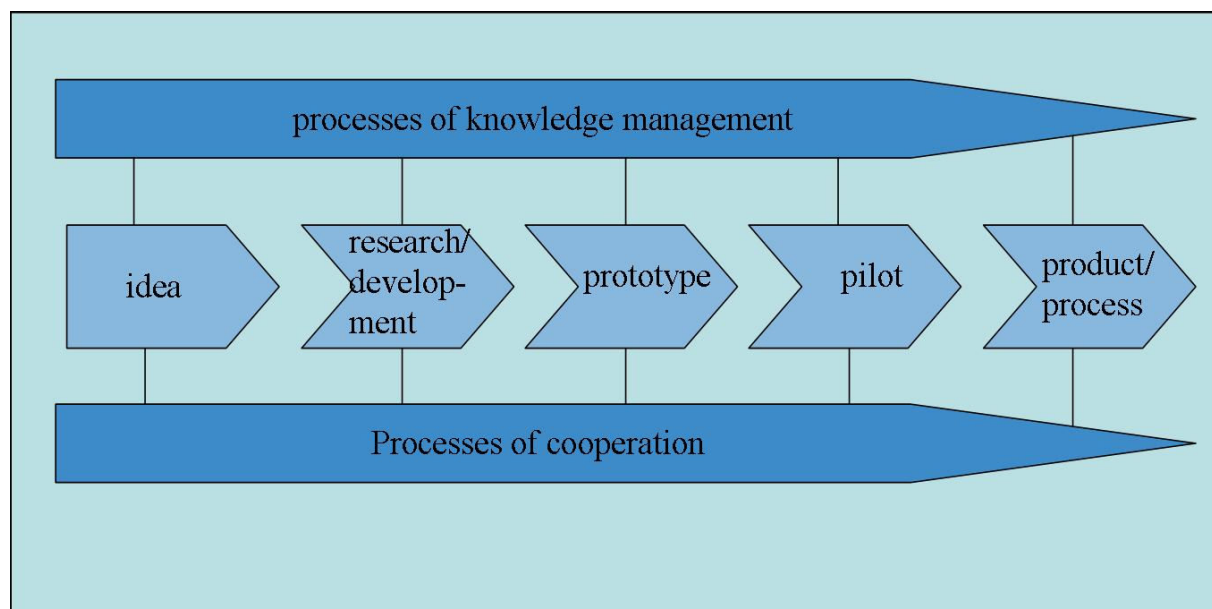 processes of knowledge management
idea
research/
develop-
ment
prototype
pilot
product/
process
Processes of cooperation